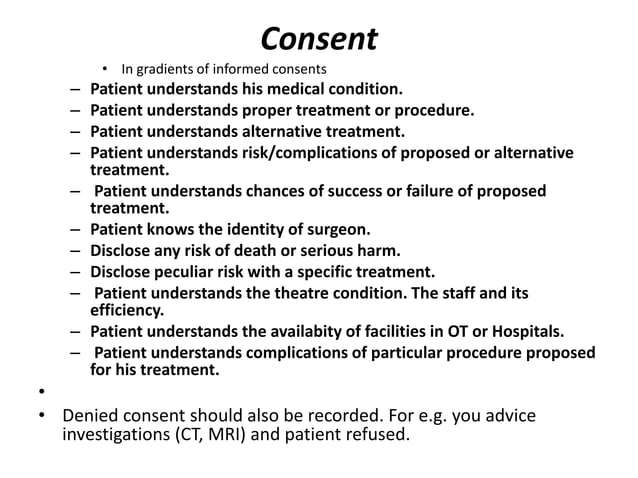 Consent
• In gradients of informed consents
– Patient understands his medical condition.
– Patient understands proper treatment or procedure.
– Patient understands alternative treatment.
– Patient understands risk/complications of proposed or alternative
treatment.
– Patient understands chances of success or failure of proposed
treatment.
– Patient knows the identity of surgeon.
– Disclose any risk of death or serious harm.
– Disclose peculiar risk with a specific treatment.
– Patient understands the theatre condition. The staff and its
efficiency.
– Patient understands the availabity of facilities in OT or Hospitals.
– Patient understands complications of particular procedure proposed
for his treatment.
•
• Denied consent should also be recorded. For e.g. you advice
investigations (CT, MRI) and patient refused.